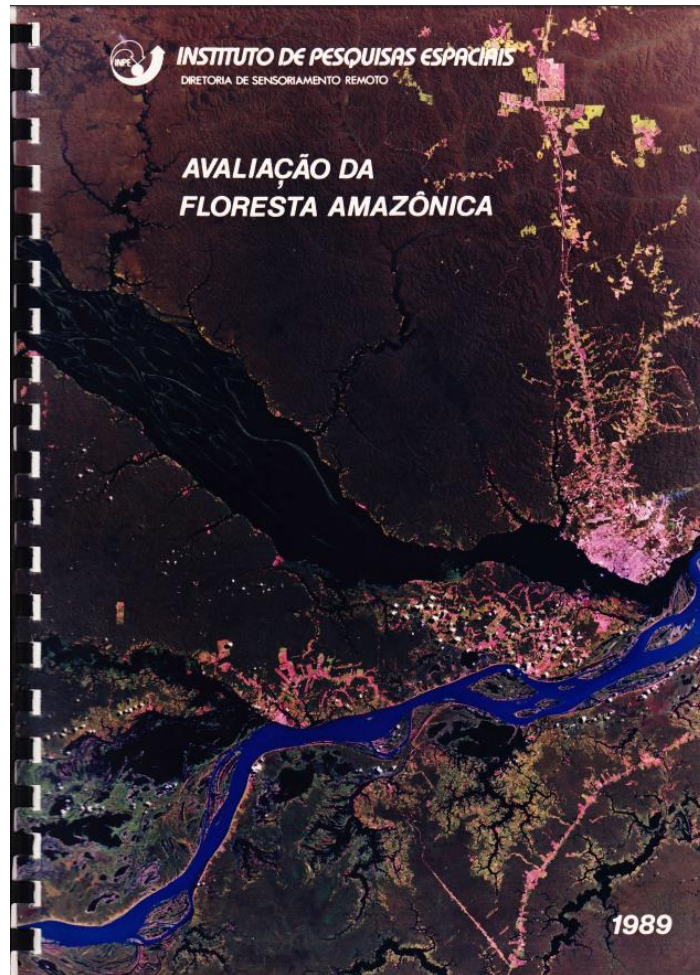 INPE
INSTITUTO DE PESQUISAS ESPACIAIS
DIRETORIA DE SENSORIAMENTO REMOTO
AVALIAÇÃO DA
FLORESTA AMAZÔNICA
1989